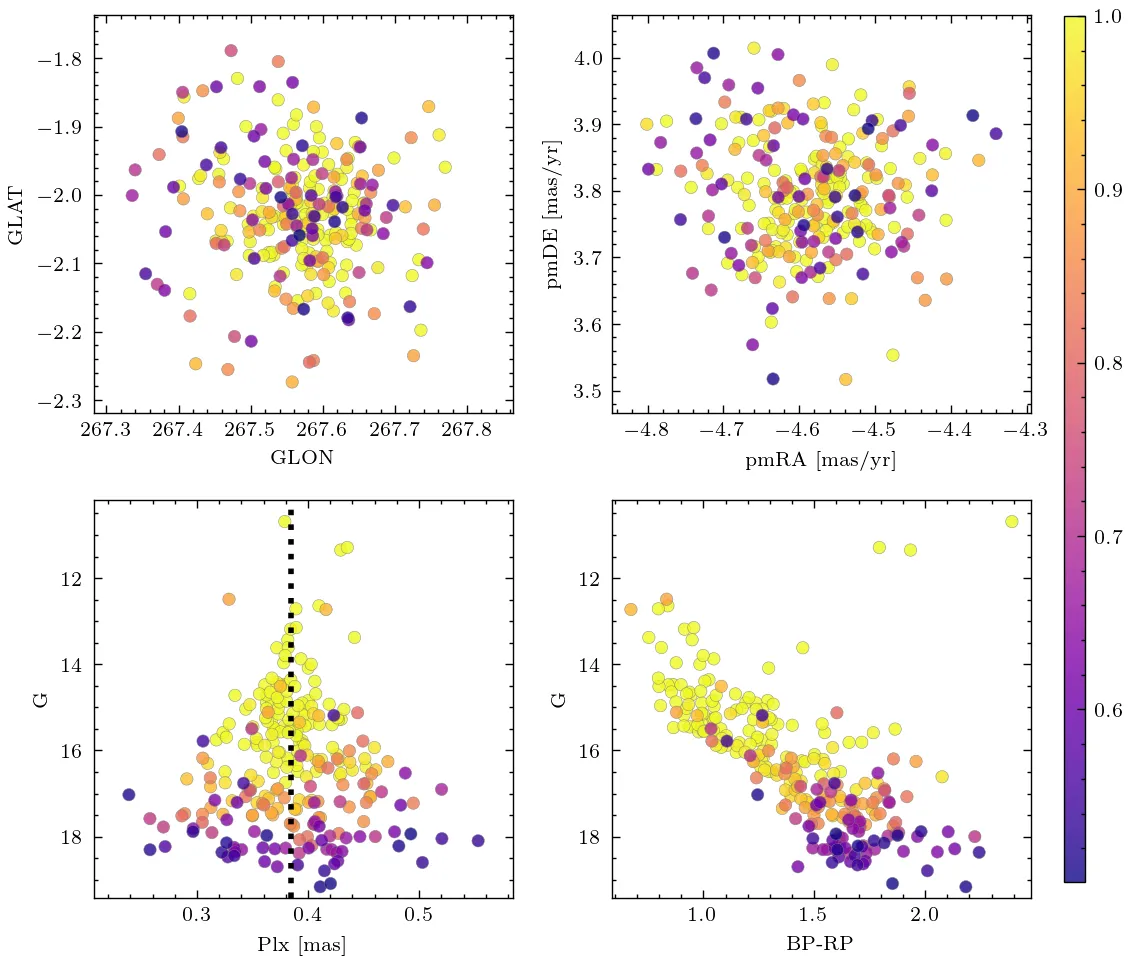 −1.8
−1.9
−2.0
−2.1
−2.2
−2.3
GLAT
267.3 267.4 267.5 267.6 267.7 267.8
GLON
4.0
3.9
3.8
3.7
3.6
3.5
pmDE [mas/yr]
−4.8 −4.7 −4.6 −4.5 −4.4 −4.3
pmRA [mas/yr]
12
14
16
18
G
0.3 0.4 0.5
Plx [mas]
12
14
16
18
G
1.0 1.5 2.0
BP-RP
1.0
0.9
0.8
0.7
0.6